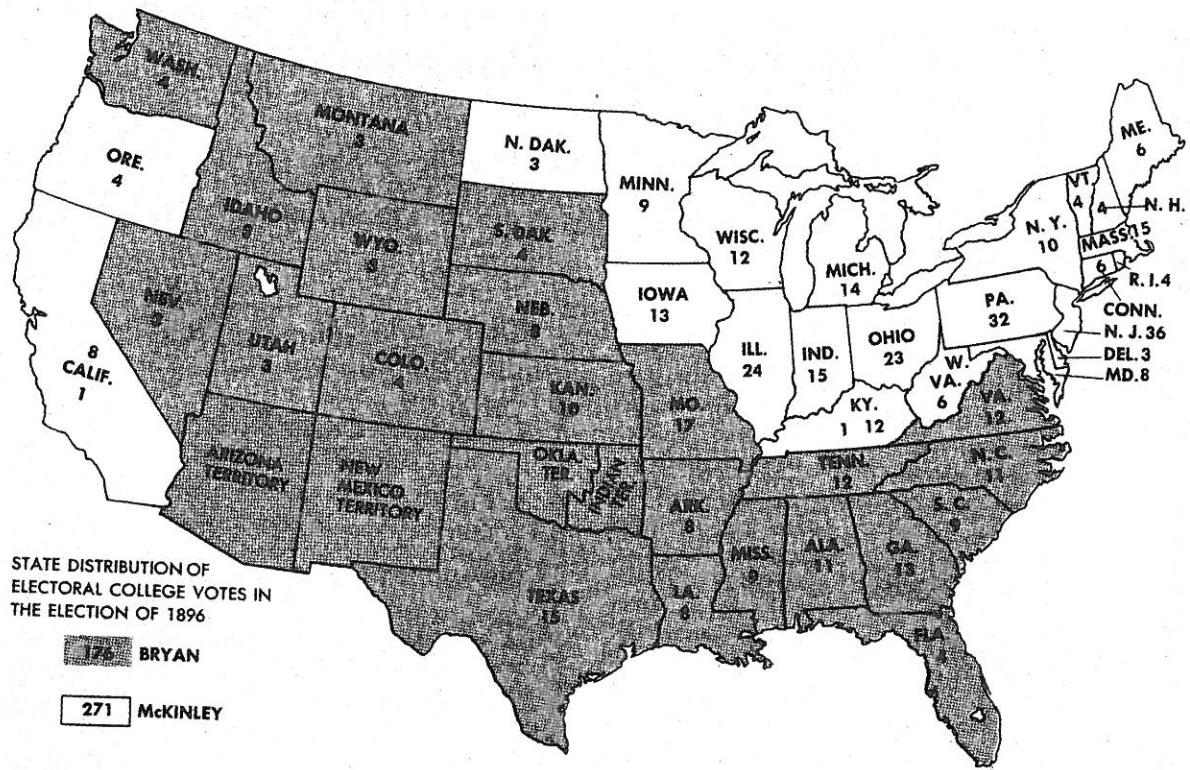 WASH.
4
MONTANA
3
N. DAK.
3
MINN.
9
ORE.
4
IDAHO
WYO.
S. DAK.
4
WISC.
12
MICH.
14
ME.
6
VT.
4
4
N. H.
N. Y.
10
MASS. 15
6
R. I. 4
CONN.
N. J. 36
DEL. 3
MD. 8
PA.
32
NEV.
UTAH
3
COLO.
NEB.
8
IOWA
13
ILL.
24
IND.
15
OHIO
23
W.
VA.
6
VA.
12
8
CALIF.
1
KAN.
10
MO.
17
KY.
1 12
ARIZONA
TERRITORY
NEW
MEXICO
TERRITORY
OKLA.
TER.
INDIAN
TER.
ARK.
8
TENN.
12
N. C.
11
S. C.
9
MISS.
9
ALA.
11
GA.
13
TEXAS
15
LA.
FLA.
4
STATE DISTRIBUTION OF
ELECTORAL COLLEGE VOTES IN
THE ELECTION OF 1896
176 BRYAN
271 McKINLEY